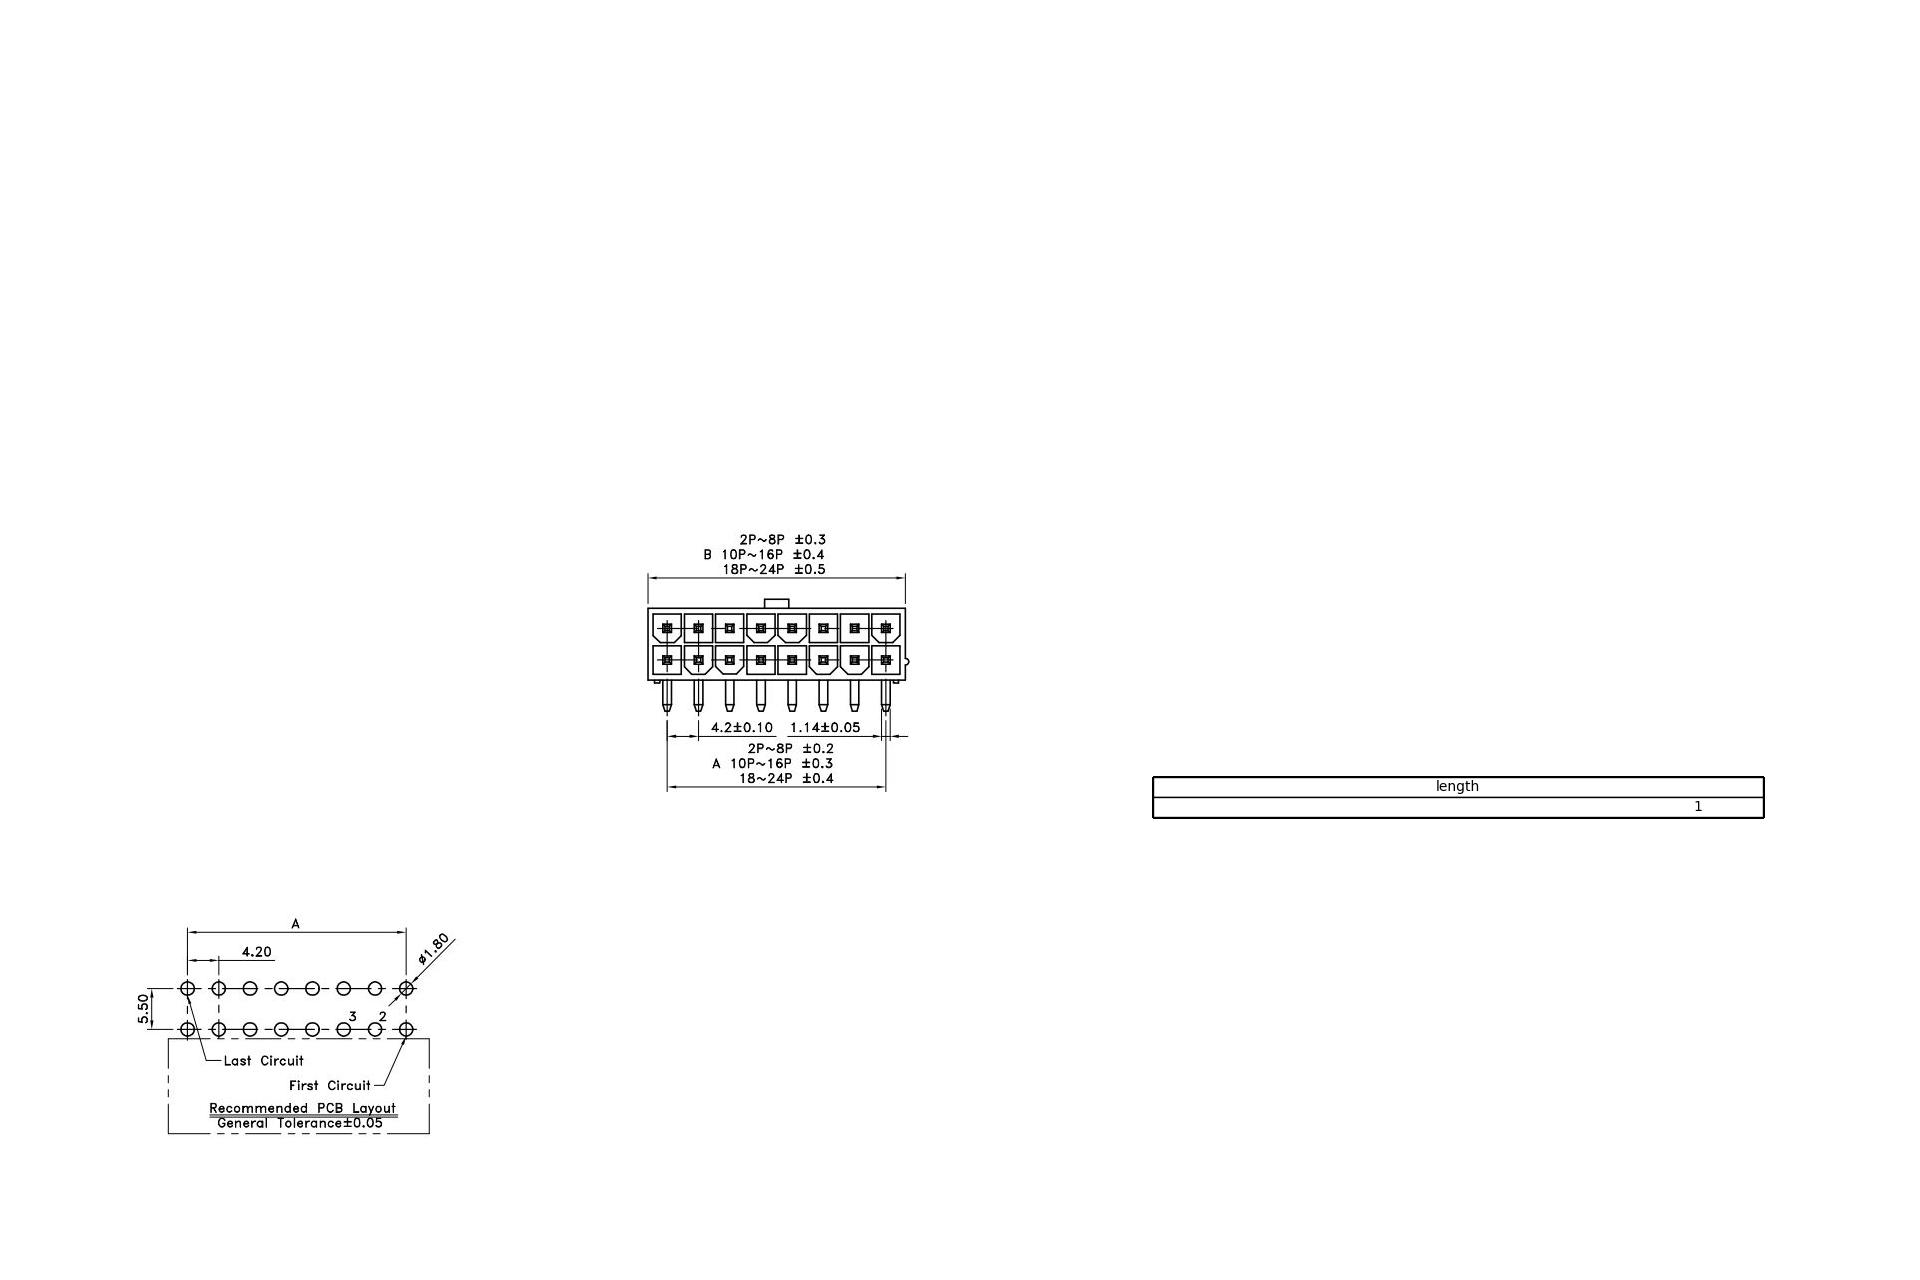 2P~8P ±0.3
B 10P~16P ±0.4
18P~24P ±0.5
4.2±0.10 1.14±0.05
2P~8P ±0.2
A 10P~16P ±0.3
18~24P ±0.4
length
1
A
4.20
ø1.80
5.50
3 2
Last Circuit
First Circuit
Recommended PCB Layout
General Tolerance±0.05